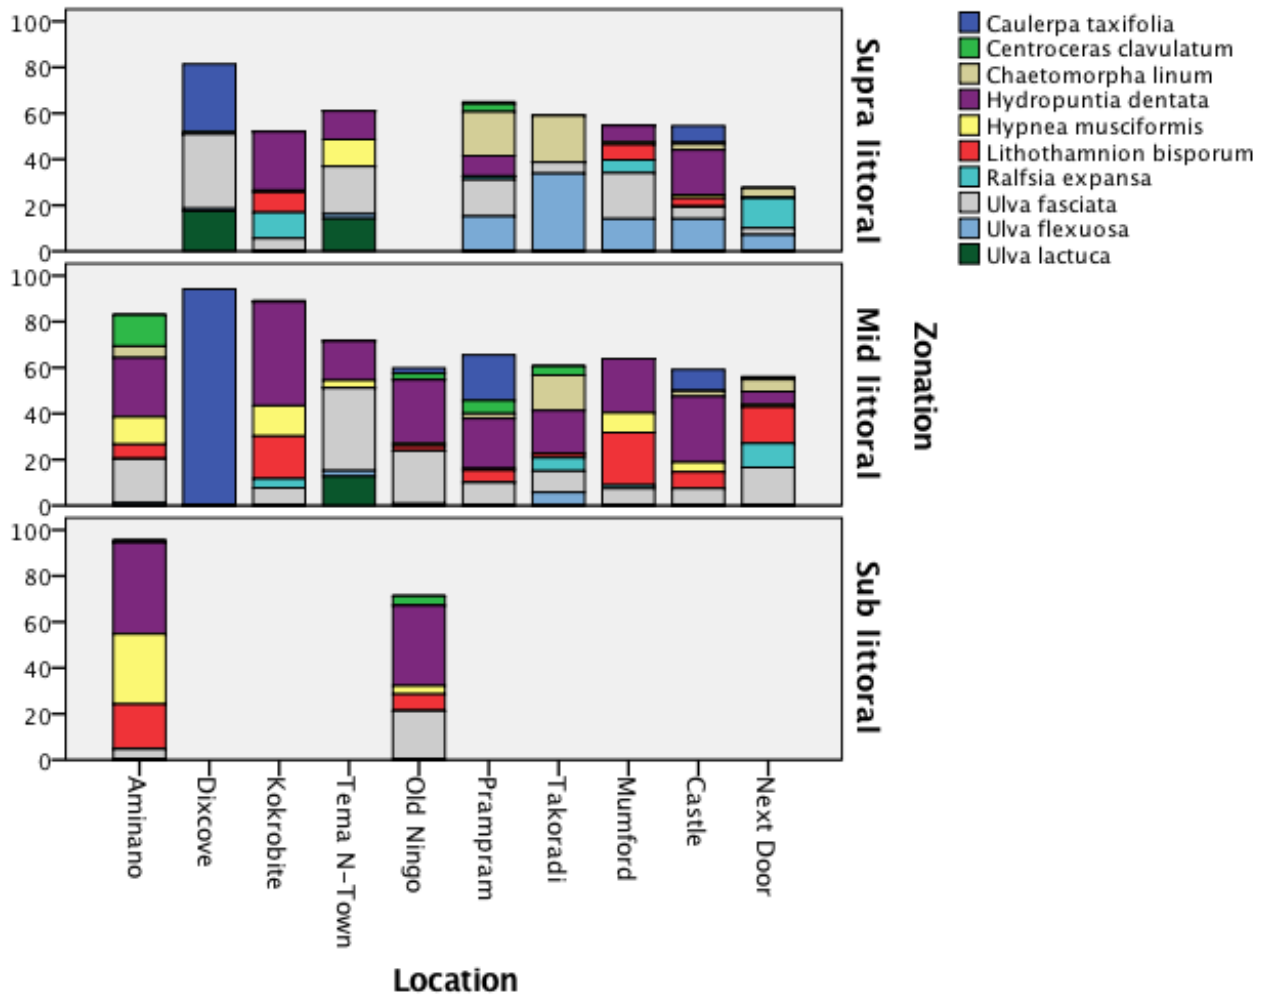 100
80
60
40
20
0
Supra littoral
Caulerpa taxifolia
Centroceras clavulatum
Chaetomorpha linum
Hydropuntia dentata
Hypnea musciformis
Lithothamnion bisporum
Ralfsia expansa
Ulva fasciata
Ulva flexuosa
Ulva lactuca
100
80
60
40
20
0
Mid littoral
Zonation
100
80
60
40
20
0
Sub littoral
Aminano
Dixcove
Kokrobite
Tema N-Town
Old Ningo
Prampram
Takoradi
Mumford
Castle
Next Door
Location